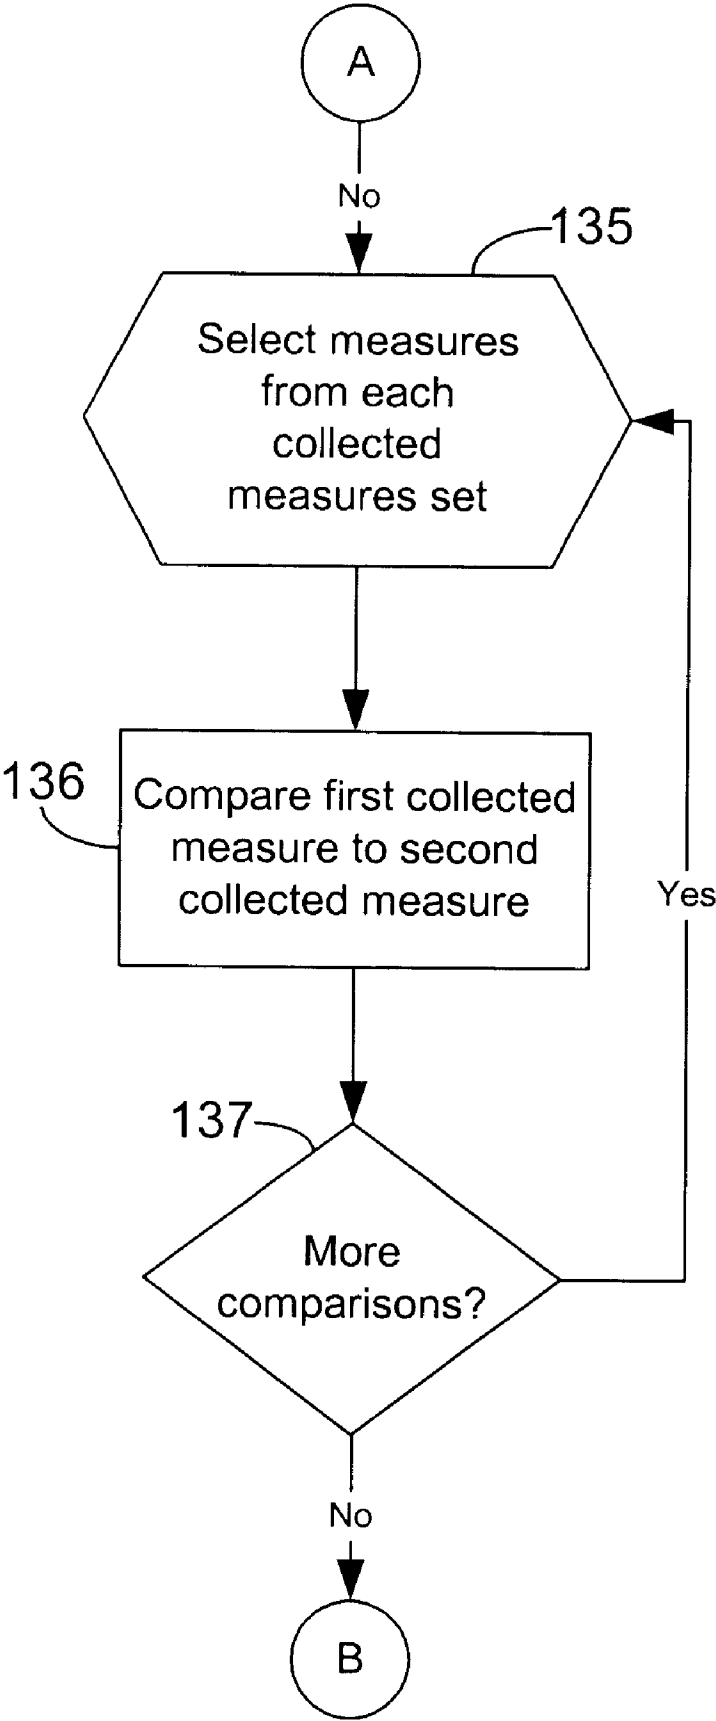 A
No
135
Select measures
from each
collected
measures set
136
Compare first collected
measure to second
collected measure
Yes
137
More
comparisons?
No
B